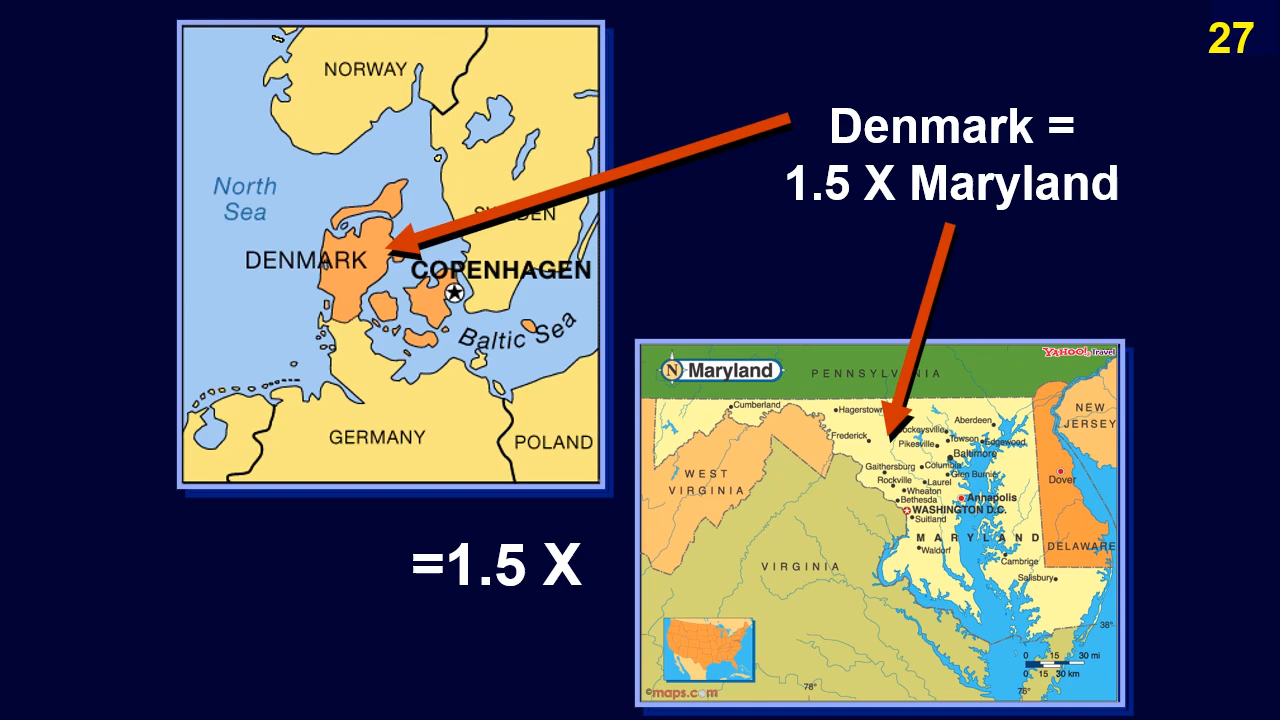 27
Denmark =
1.5 X Maryland
NORWAY
North
Sea
SWEDEN
DENMARK
COPENHAGEN
Baltic Sea
GERMANY
POLAND
=1.5 X
YAHOO! Travel
N Maryland
PENNSYLVANIA
Cumberland
Hagerstown
Aberdeen
NEW
JERSEY
Frederick
Cockeysville
Pikesville
Towson
Edgewood
Baltimore
Gaithersburg
Columbia
Glen Burnie
WEST
VIRGINIA
Rockville
Laurel
Dover
Wheaton
Bethesda
Annapolis
WASHINGTON D.C.
Suitland
MARYLAND
DELAWARE
Waldorf
Cambrige
VIRGINIA
Salisbury
38°
0 15 30 mi
0 15 30 km
©maps.com
78°
76°